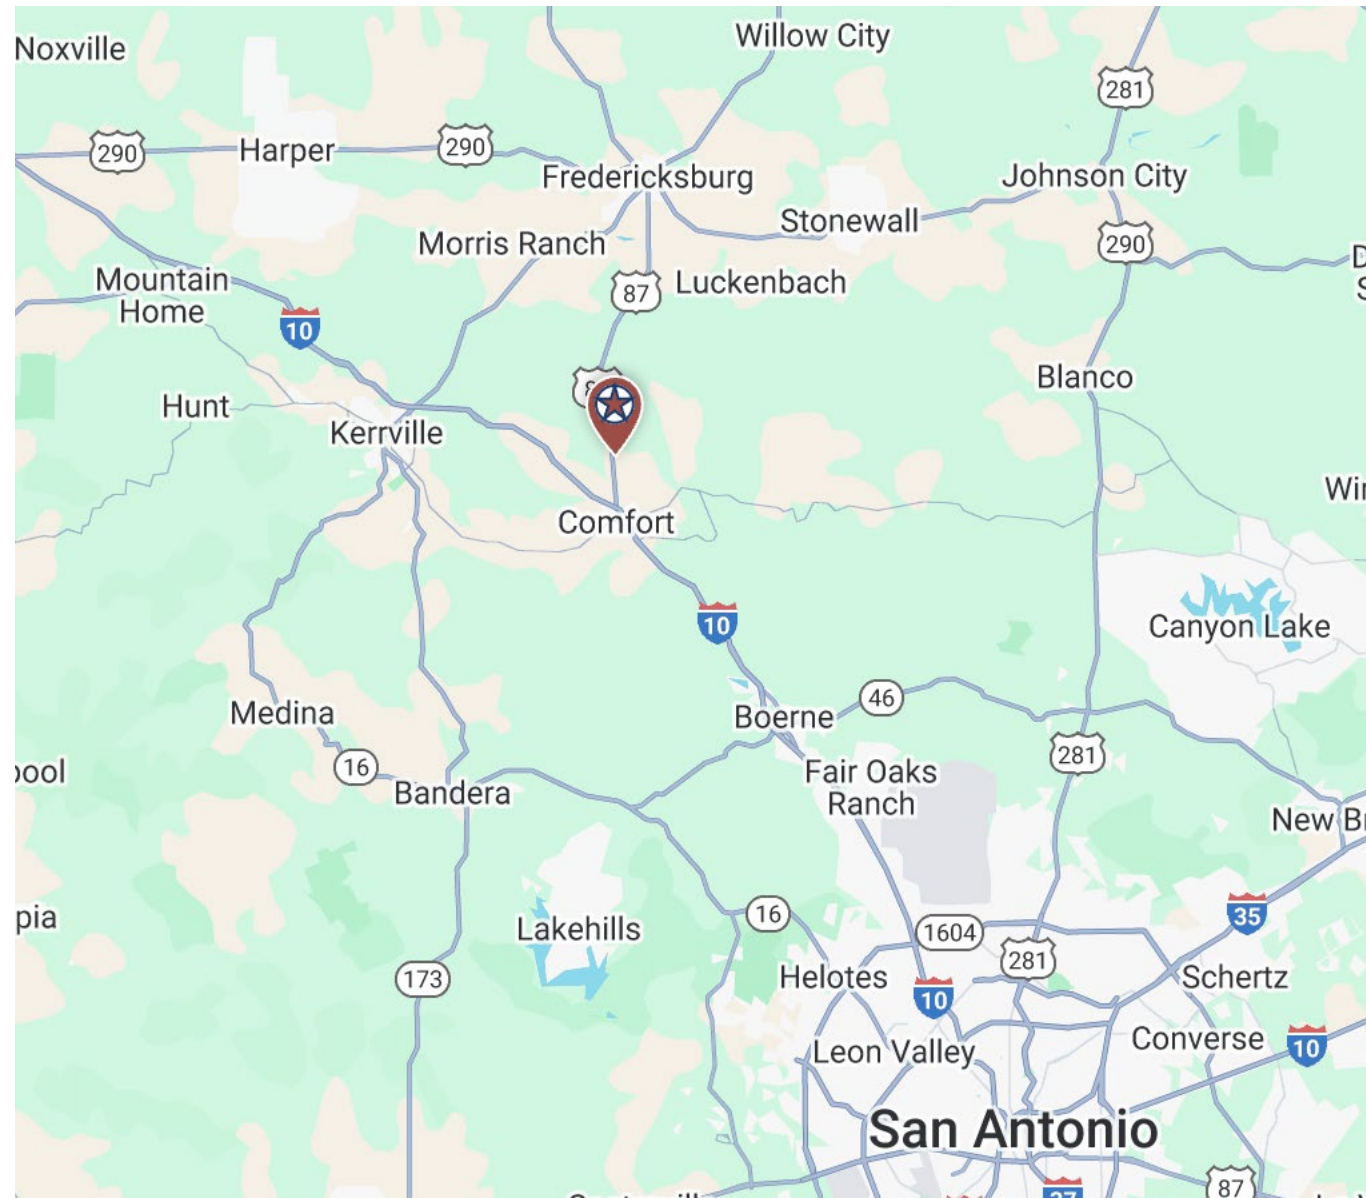 Noxville
Willow City
281
290
Harper
290
Fredericksburg
Johnson City
Stonewall
Morris Ranch
290
Mountain
Home
87
Luckenbach
10
Hunt
Kerrville
Blanco
Comfort
10
Canyon Lake
Medina
Boerne
46
16
281
Bandera
Fair Oaks
Ranch
16
35
Lakehills
1604
281
173
Helotes
10
Schertz
Leon Valley
Converse
10
San Antonio
87